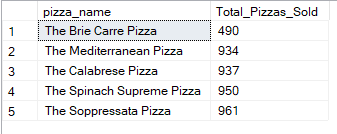 pizza_name Total_Pizzas_Sold
1 The Brie Carre Pizza 490
2 The Mediterranean Pizza 934
3 The Calabrese Pizza 937
4 The Spinach Supreme Pizza 950
5 The Soppressata Pizza 961